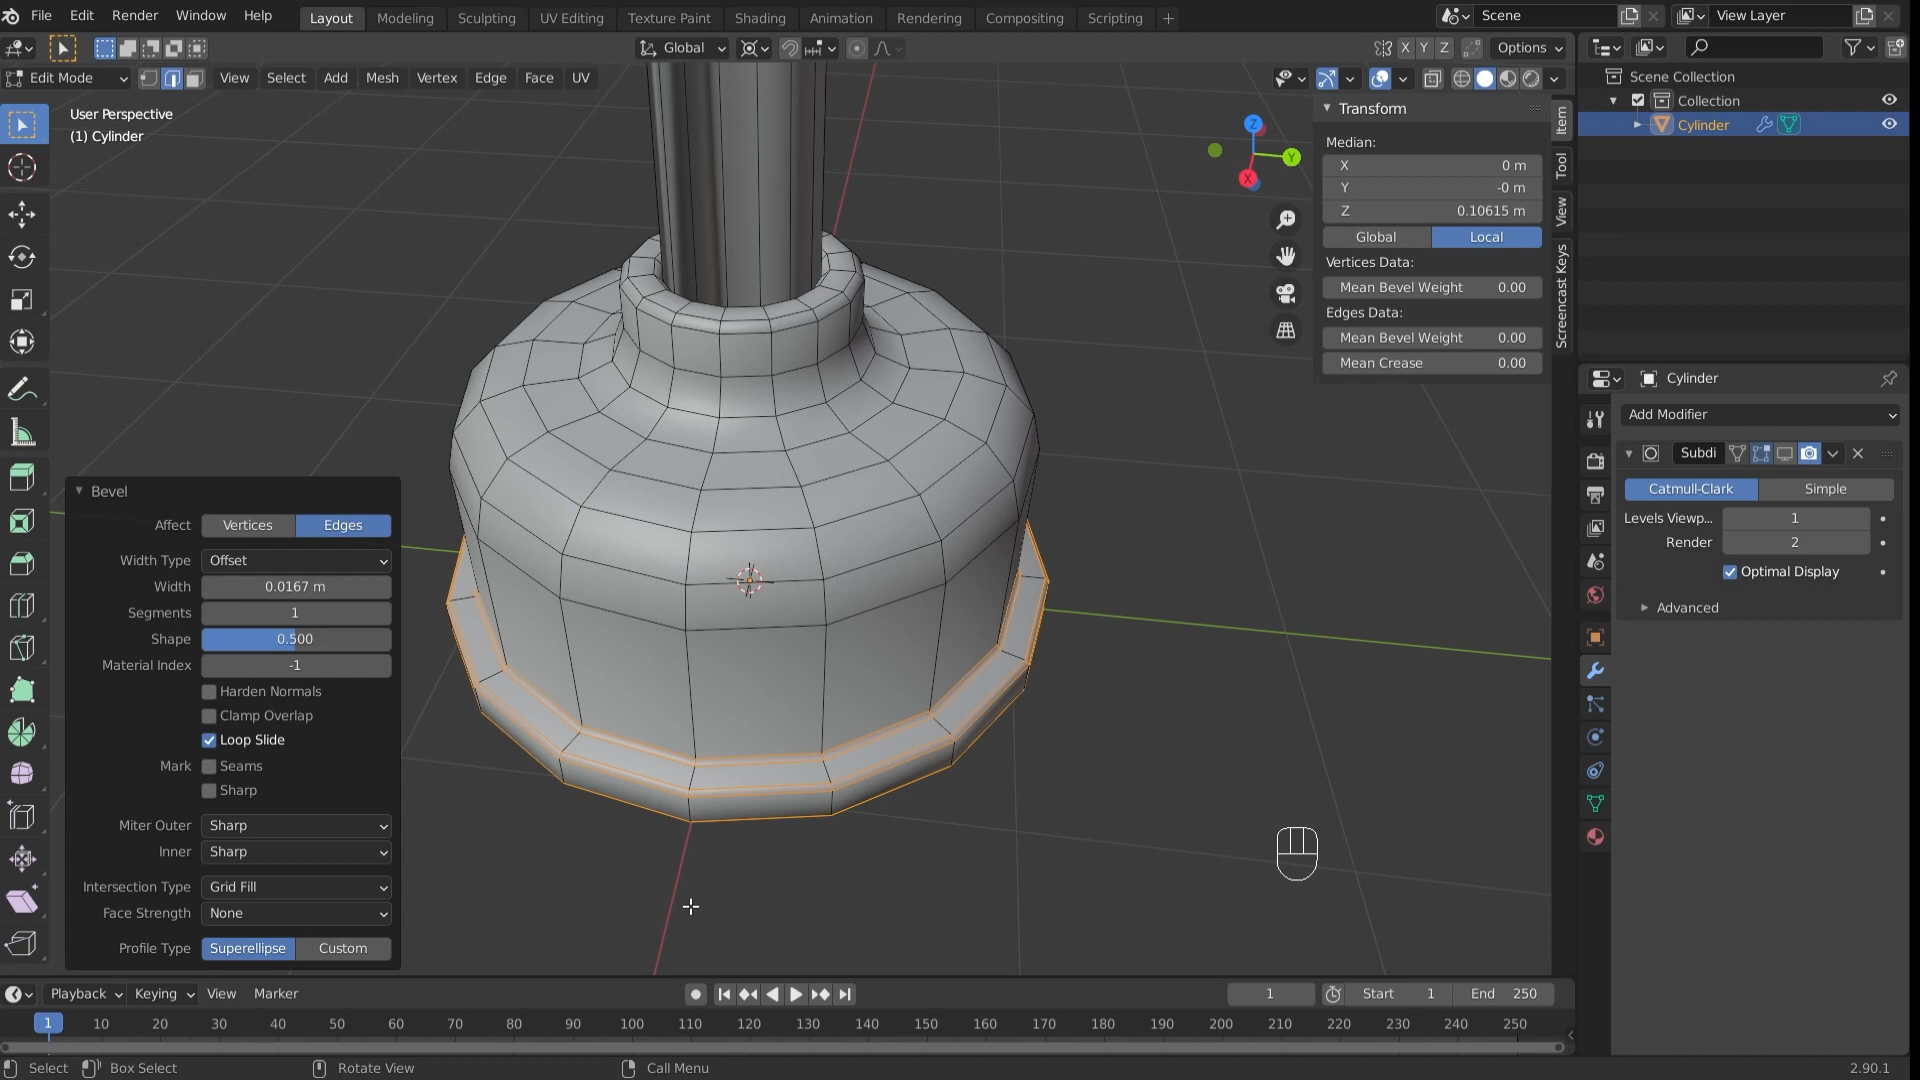 File Edit Render Window Help Layout Modeling Sculpting UV Editing Texture Paint Shading Animation Rendering Compositing Scripting + Scene View Layer
Global X Y Z Options
Edit Mode View Select Add Mesh Vertex Edge Face UV
User Perspective
(1) Cylinder
Z
Y
X
Transform
Median:
X 0 m
Y -0 m
Z 0.10615 m
Global Local
Vertices Data:
Mean Bevel Weight 0.00
Edges Data:
Mean Bevel Weight 0.00
Mean Crease 0.00
Item
Tool
View
Screencast Keys
Scene Collection
Collection
Cylinder
Cylinder
Add Modifier
Subdi
Catmull-Clark Simple
Levels Viewp... 1
Render 2
Optimal Display
Advanced
Bevel
Affect Vertices Edges
Width Type Offset
Width 0.0167 m
Segments 1
Shape 0.500
Material Index -1
Harden Normals
Clamp Overlap
Loop Slide
Mark Seams
Sharp
Miter Outer Sharp
Inner Sharp
Intersection Type Grid Fill
Face Strength None
Profile Type Superellipse Custom
Playback Keying View Marker 1 Start 1 End 250
1 10 20 30 40 50 60 70 80 90 100 110 120 130 140 150 160 170 180 190 200 210 220 230 240 250
Select Box Select Rotate View Call Menu 2.90.1